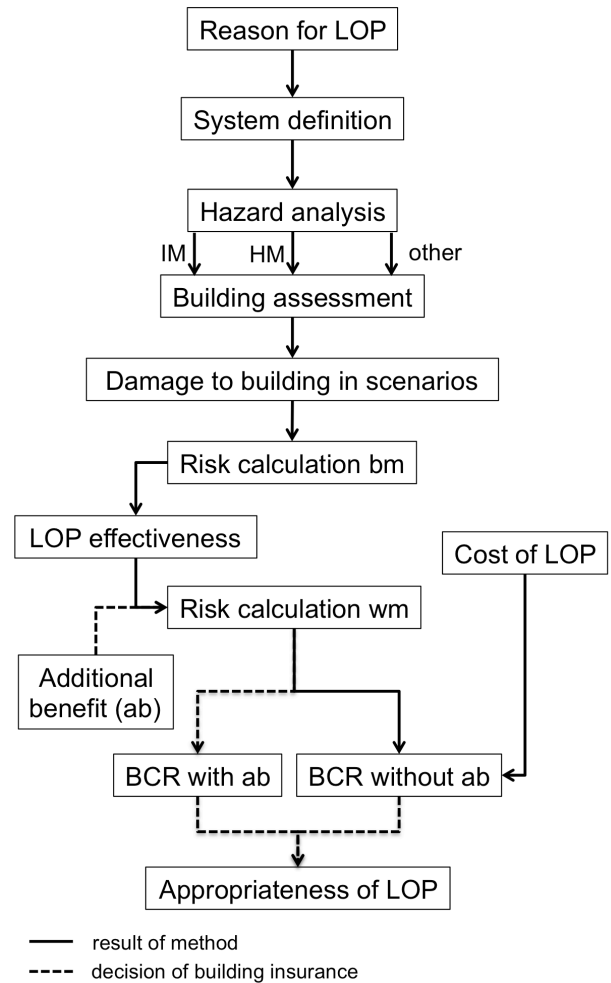 Reason for LOP
System definition
Hazard analysis
IM
HM
other
Building assessment
Damage to building in scenarios
Risk calculation bm
LOP effectiveness
Cost of LOP
Risk calculation wm
Additional
benefit (ab)
BCR with ab
BCR without ab
Appropriateness of LOP
result of method
decision of building insurance